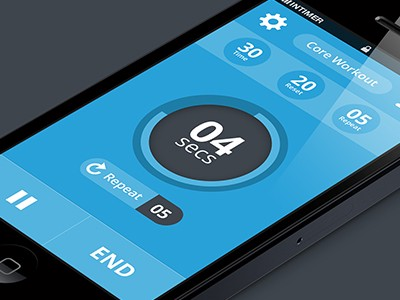 INTIMER
Core Workout
30
Time
20
Reset
05
Repeat
04
secs
Repeat
05
END